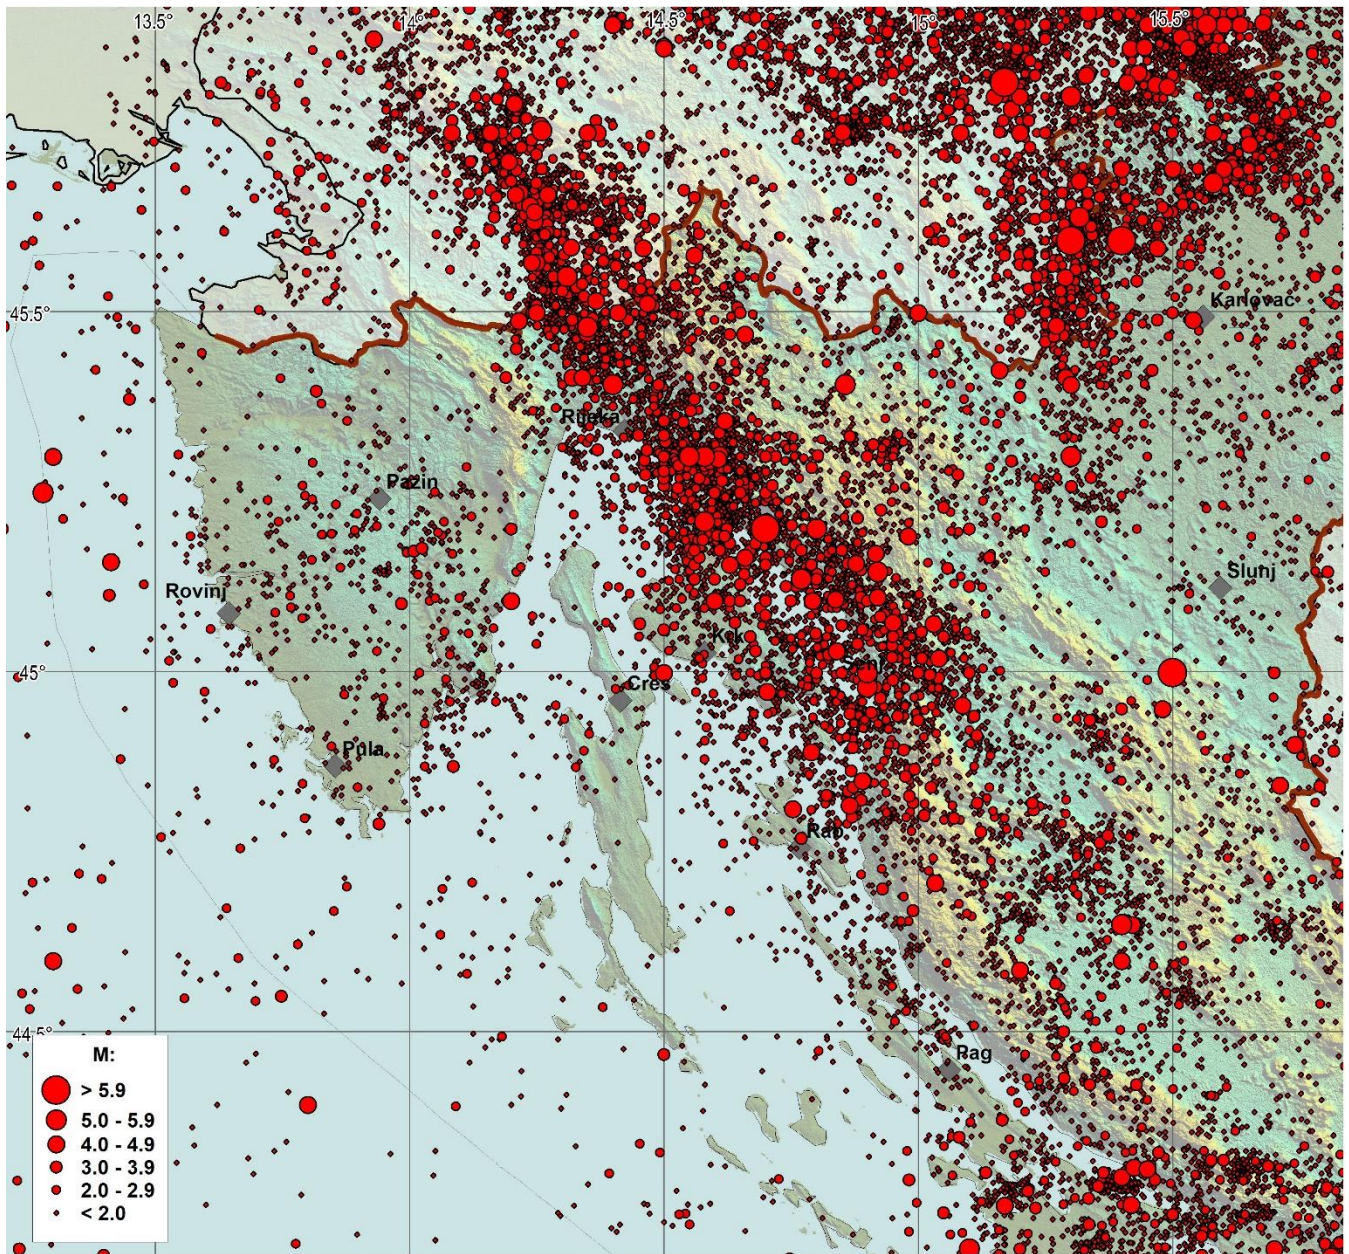 13.5°
14°
14.5°
15°
15.5°
45.5°
Karlovac
Rijeka
Pazin
Slunj
Rovinj
Krk
Senj
45°
Cres
Pula
Rab
44.5°
Rag
M:
> 5.9
5.0 - 5.9
4.0 - 4.9
3.0 - 3.9
2.0 - 2.9
< 2.0